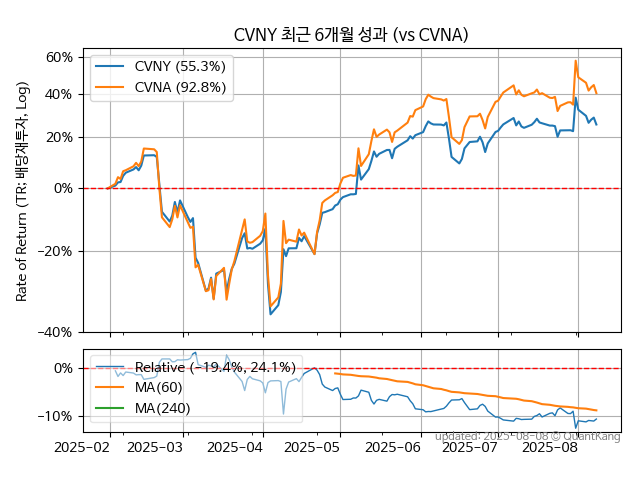 CVNY 최근 6개월 성과 (vs CVNA)
Rate of Return (TR: 배당재투자, Log)
60%
40%
20%
0%
−20%
−40%
CVNY (55.3%)
CVNA (92.8%)
0%
−10%
Relative (−19.4%, 24.1%)
MA(60)
MA(240)
updated: 2025-08-08 © QuantKang
2025−02
2025−03
2025−04
2025−05
2025−06
2025−07
2025−08